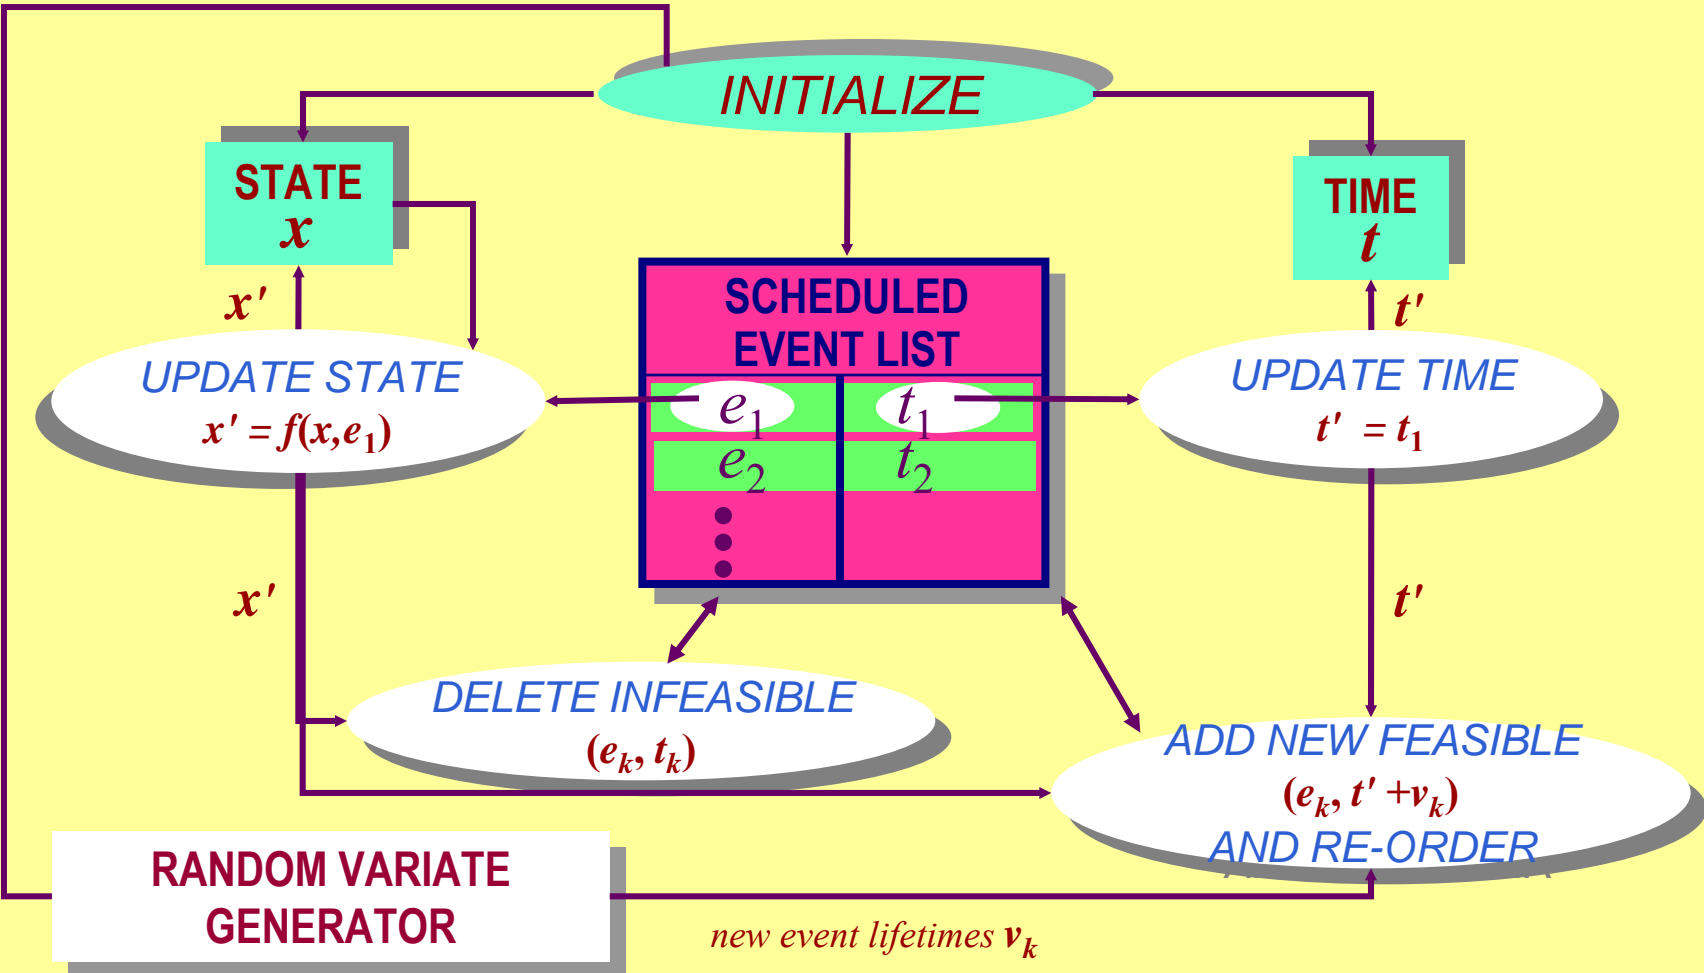 INITIALIZE
STATE
x
TIME
t
SCHEDULED
EVENT LIST
x'
t'
UPDATE STATE
x' = f(x,e₁)
e₁ t₁
e₂ t₂
UPDATE TIME
t' = t₁
x'
t'
DELETE INFEASIBLE
(eₖ, tₖ)
ADD NEW FEASIBLE
(eₖ, t' +vₖ)
AND RE-ORDER
RANDOM VARIATE
GENERATOR
new event lifetimes vₖ